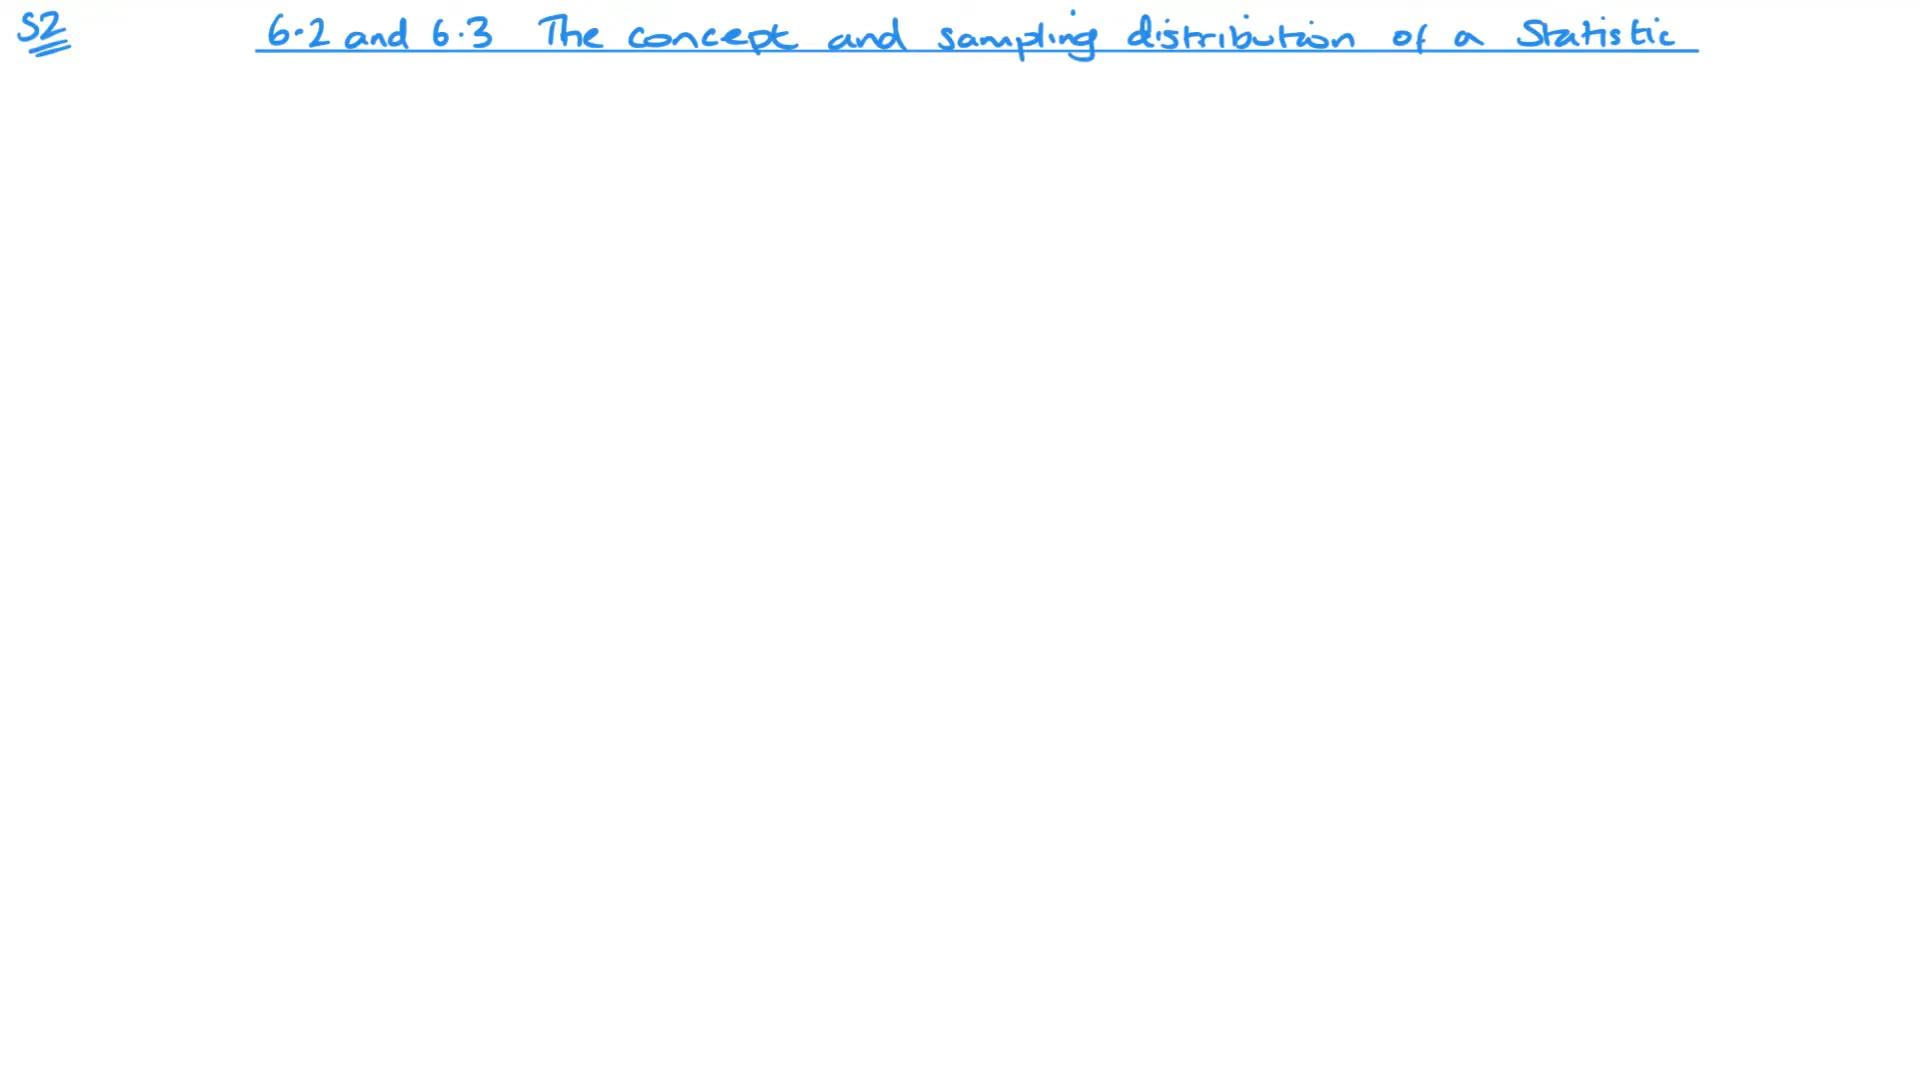 S2
6.2 and 6.3 The concept and sampling distribution of a Statistic